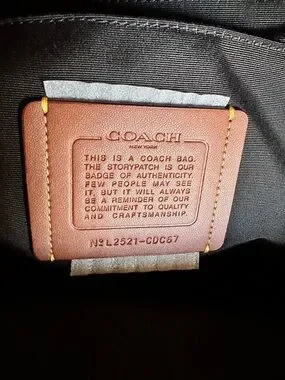 COACH
NEW YORK
THIS IS A COACH BAG.
THE STORYPATCH IS OUR
BADGE OF AUTHENTICITY.
FEW PEOPLE MAY SEE
IT, BUT IT WILL ALWAYS
BE A REMINDER OF OUR
COMMITMENT TO QUALITY
AND CRAFTSMANSHIP.
Nº L2521-CDC67